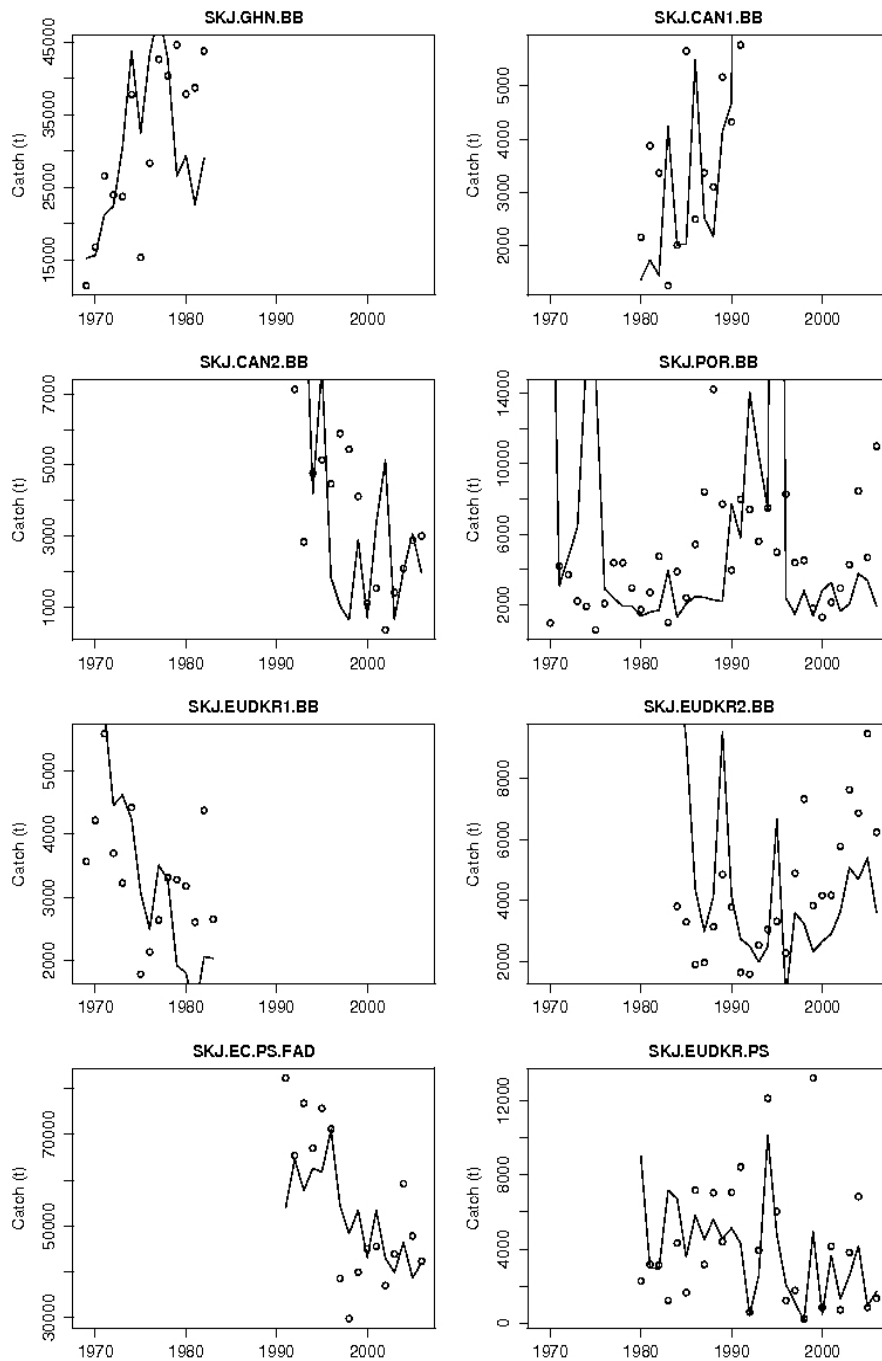 SKJ.GHN.BB
Catch (t)
15000 25000 35000 45000
1970 1980 1990 2000
SKJ.CAN1.BB
Catch (t)
2000 3000 4000 5000
1970 1980 1990 2000
SKJ.CAN2.BB
Catch (t)
1000 3000 5000 7000
1970 1980 1990 2000
SKJ.POR.BB
Catch (t)
2000 6000 10000 14000
1970 1980 1990 2000
SKJ.EUDKR1.BB
Catch (t)
2000 3000 4000 5000
1970 1980 1990 2000
SKJ.EUDKR2.BB
Catch (t)
2000 4000 6000 8000
1970 1980 1990 2000
SKJ.EC.PS.FAD
Catch (t)
30000 50000 70000
1970 1980 1990 2000
SKJ.EUDKR.PS
Catch (t)
0 4000 8000 12000
1970 1980 1990 2000